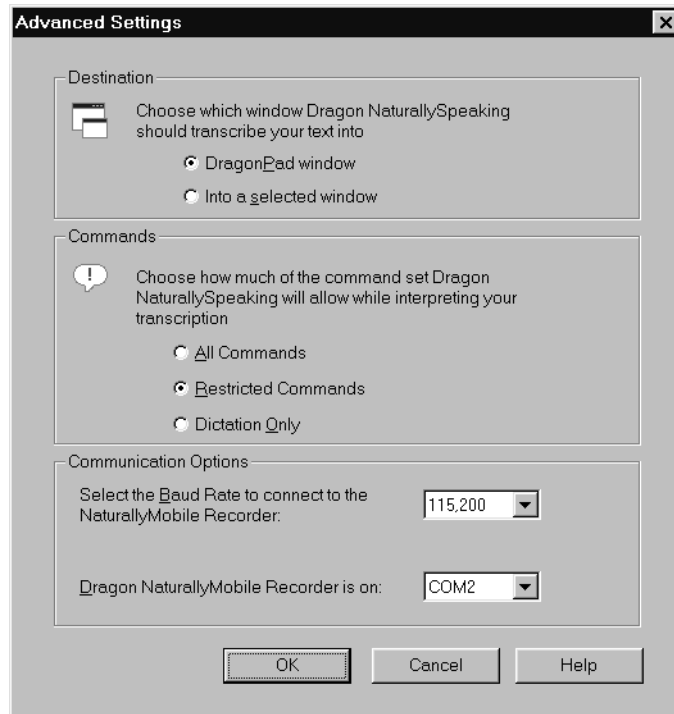 Advanced Settings
Destination
Choose which window Dragon NaturallySpeaking
should transcribe your text into
DragonPad window
Into a selected window
Commands
Choose how much of the command set Dragon
NaturallySpeaking will allow while interpreting your
transcription
All Commands
Restricted Commands
Dictation Only
Communication Options
Select the Baud Rate to connect to the
NaturallyMobile Recorder:
115,200
Dragon NaturallyMobile Recorder is on:
COM2
OK
Cancel
Help